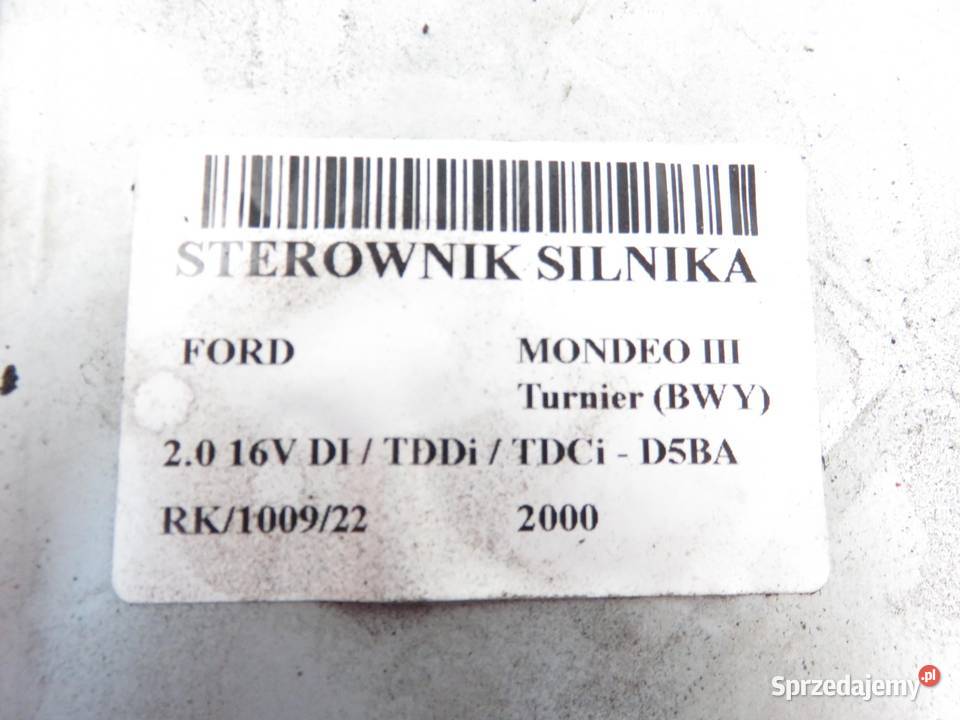 STEROWNIK SILNIKA
FORD MONDEO III
Turnier (BWY)
2.0 16V DI / TDDi / TDCi - D5BA
RK/1009/22 2000
Sprzedajemy.pl